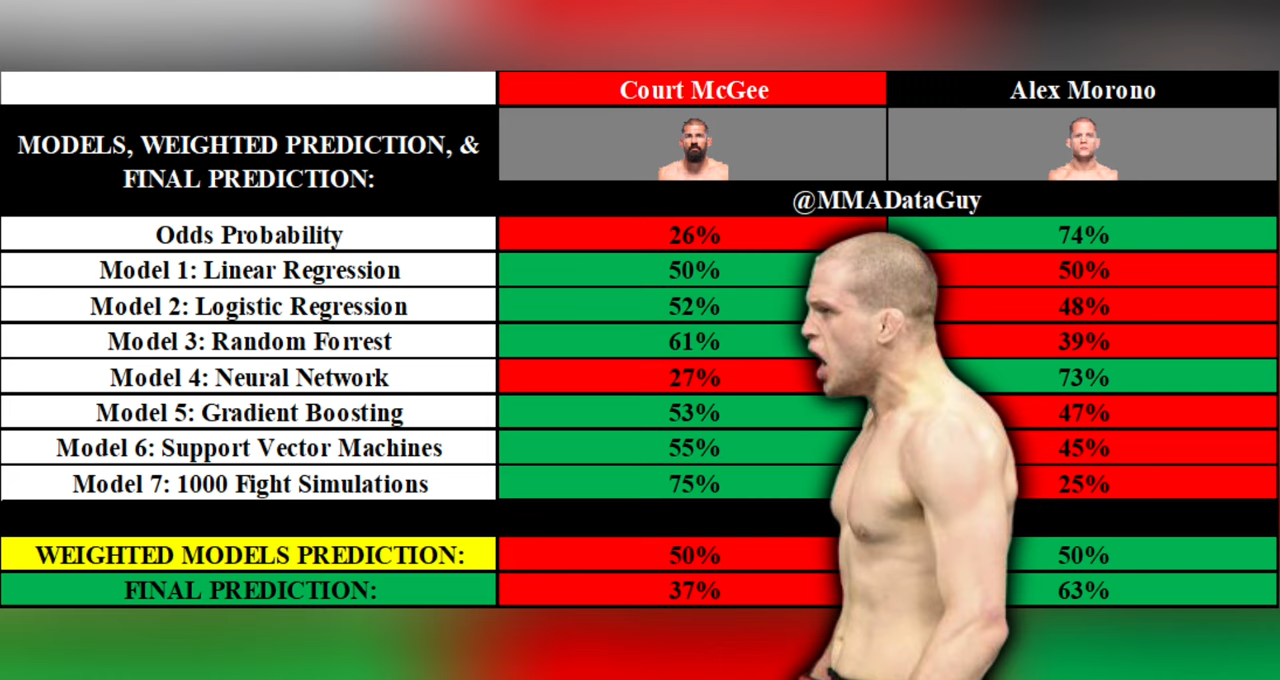 Court McGee Alex Morono
MODELS, WEIGHTED PREDICTION, &
FINAL PREDICTION:
@MMADataGuy
Odds Probability 26% 74%
Model 1: Linear Regression 50% 50%
Model 2: Logistic Regression 52% 48%
Model 3: Random Forrest 61% 39%
Model 4: Neural Network 27% 73%
Model 5: Gradient Boosting 53% 47%
Model 6: Support Vector Machines 55% 45%
Model 7: 1000 Fight Simulations 75% 25%
WEIGHTED MODELS PREDICTION: 50% 50%
FINAL PREDICTION: 37% 63%